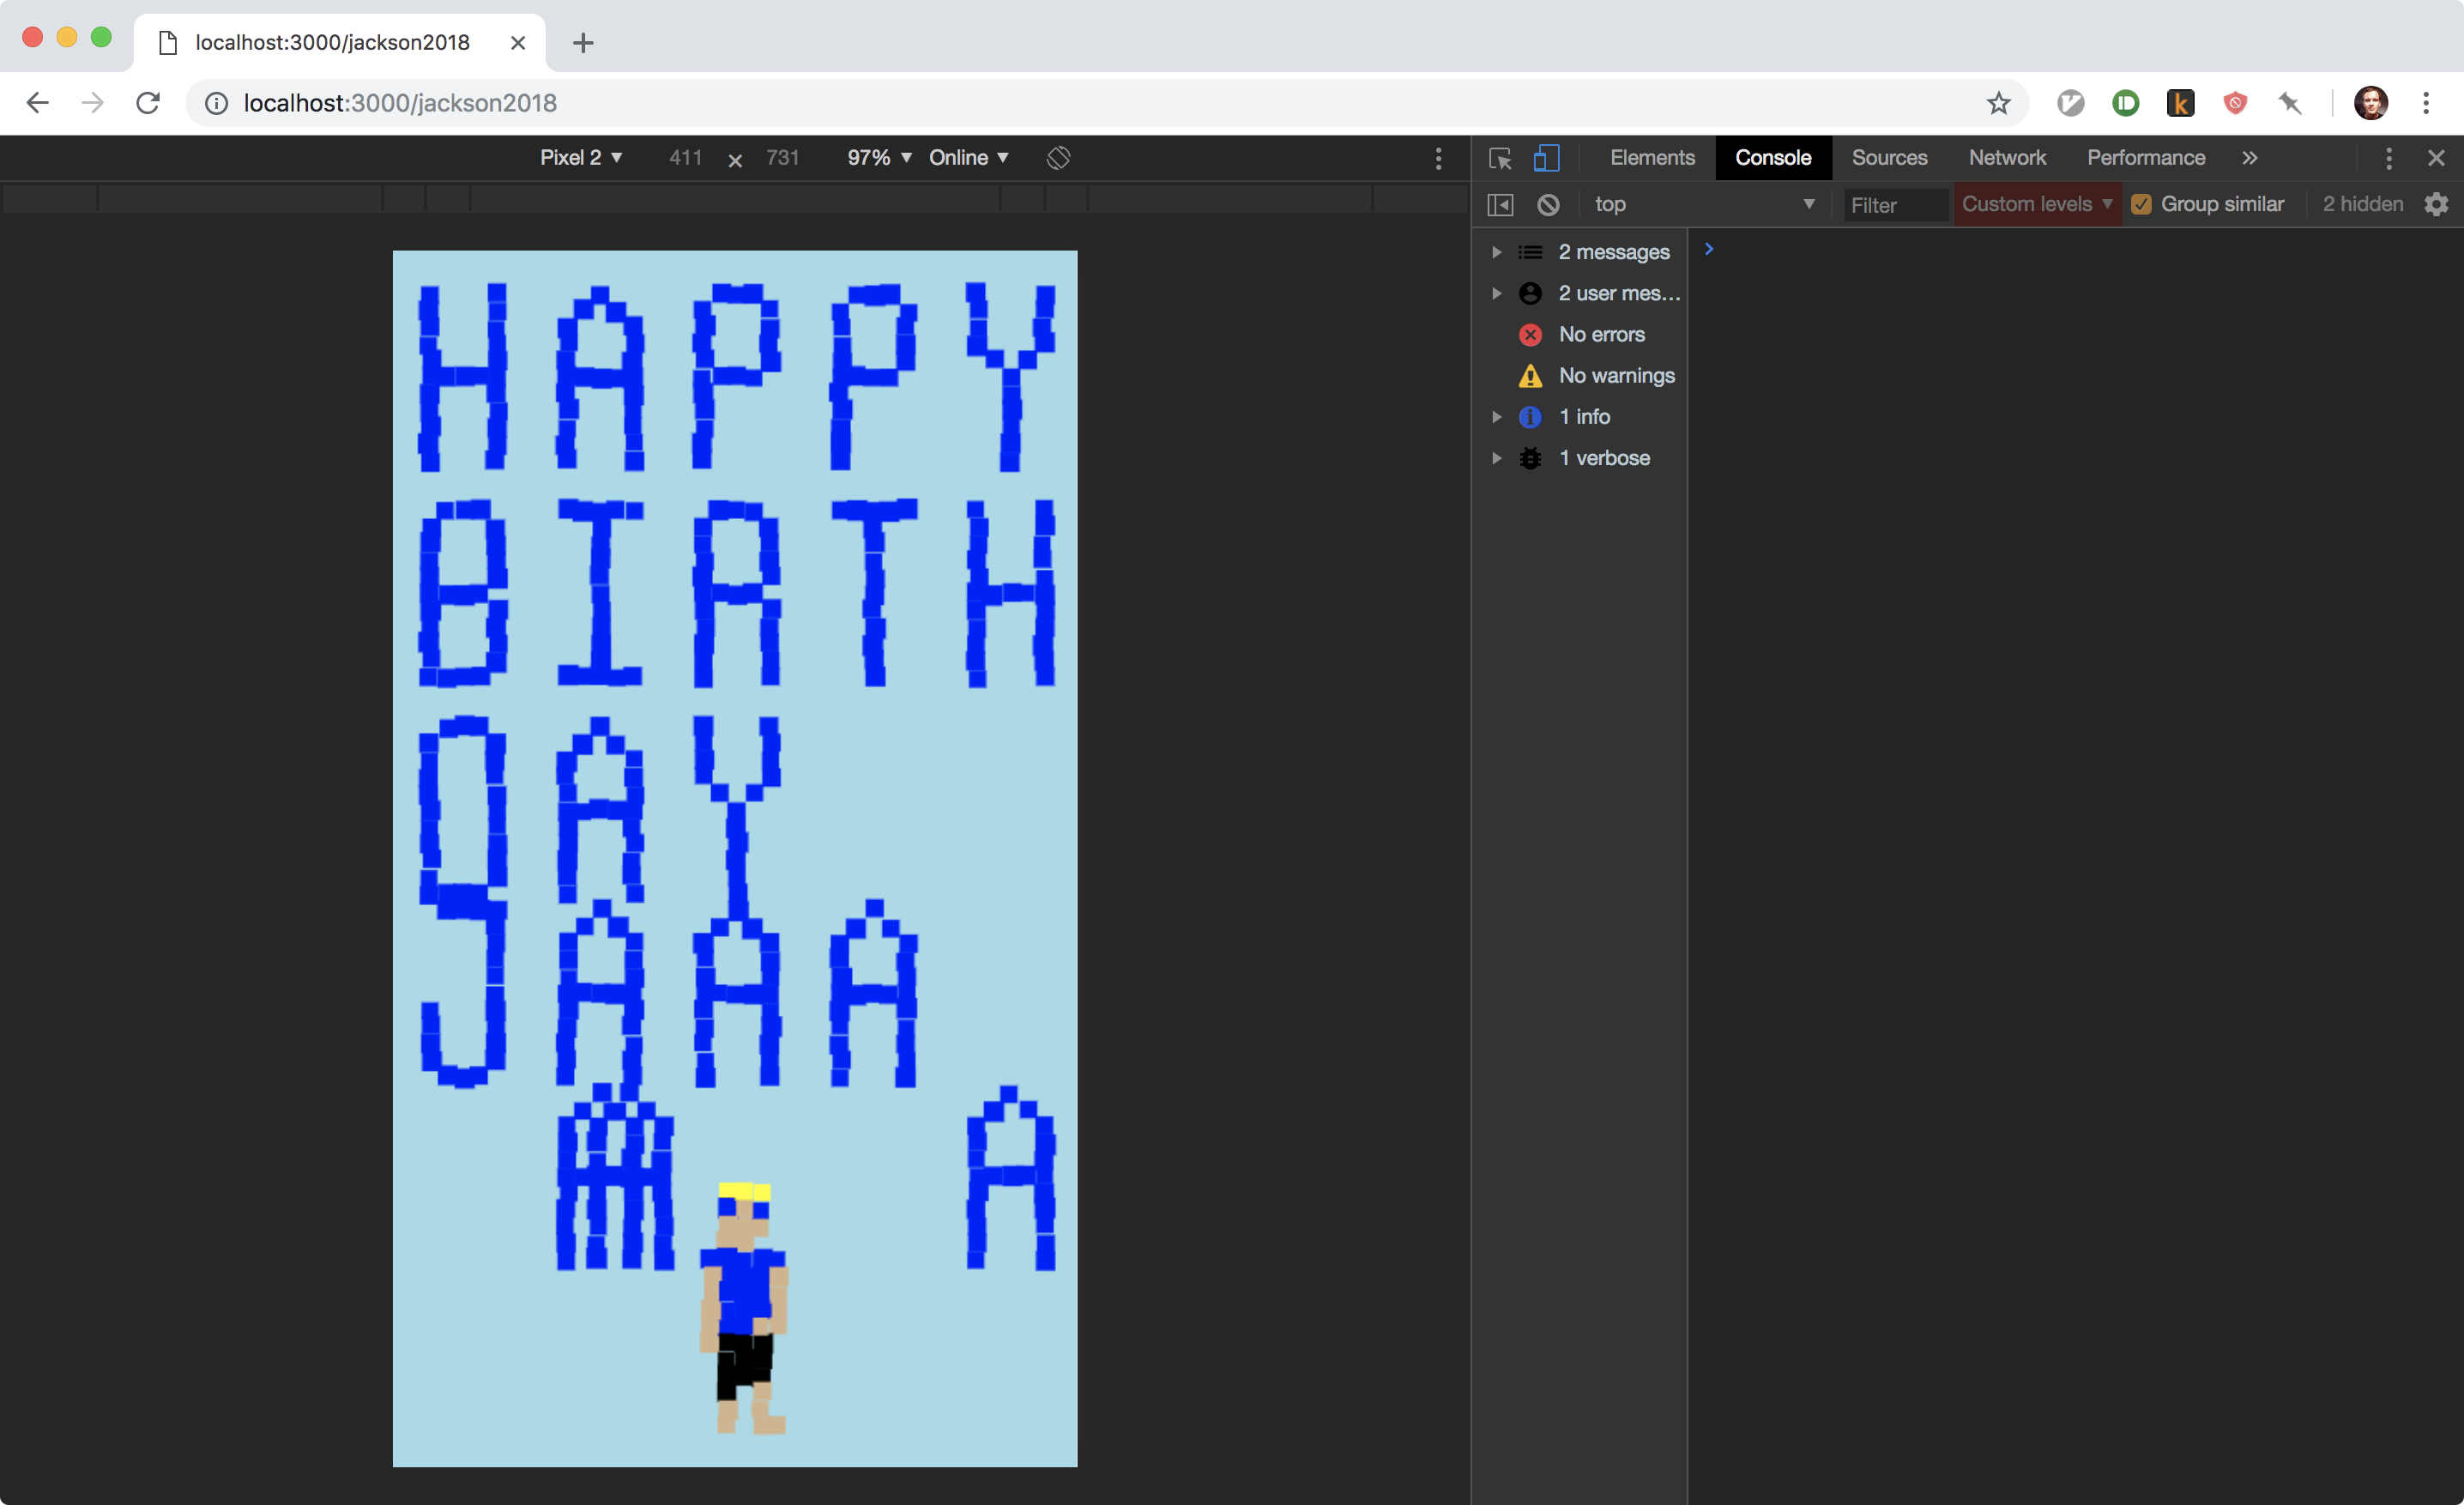 localhost:3000/jackson2018
localhost:3000/jackson2018
Pixel 2 ▼ 411 × 731 97% ▼ Online ▼
Elements Console Sources Network Performance »
top ▼ Filter Custom levels ▼ Group similar 2 hidden
2 messages
2 user mes…
No errors
No warnings
1 info
1 verbose
HAPPY
BIRTH
DAY
JAAA
A